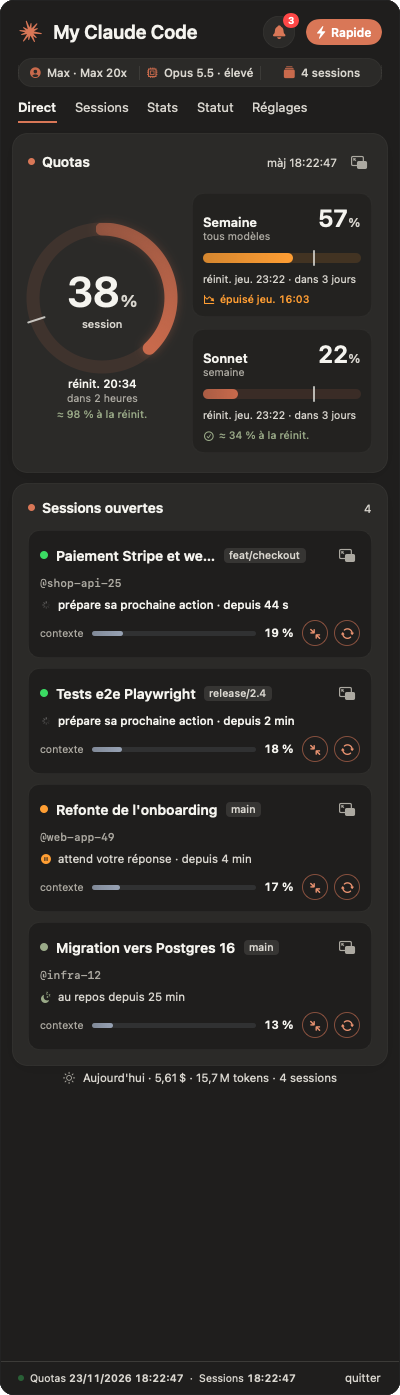 My Claude Code
3
Rapide
Max · Max 20x
Opus 5.5 · élevé
4 sessions
Direct
Sessions
Stats
Statut
Réglages
Quotas
màj 18:22:47
38%
session
réinit. 20:34
dans 2 heures
≈ 98 % à la réinit.
Semaine
57%
tous modèles
réinit. jeu. 23:22 · dans 3 jours
épuisé jeu. 16:03
Sonnet
22%
semaine
réinit. jeu. 23:22 · dans 3 jours
≈ 34 % à la réinit.
Sessions ouvertes
4
Paiement Stripe et we...
feat/checkout
@shop-api-25
prépare sa prochaine action · depuis 44 s
contexte
19 %
Tests e2e Playwright
release/2.4
prépare sa prochaine action · depuis 2 min
contexte
18 %
Refonte de l'onboarding
main
@web-app-49
attend votre réponse · depuis 4 min
contexte
17 %
Migration vers Postgres 16
main
@infra-12
au repos depuis 25 min
contexte
13 %
Aujourd'hui · 5,61 $ · 15,7 M tokens · 4 sessions
Quotas 23/11/2026 18:22:47 · Sessions 18:22:47
quitter